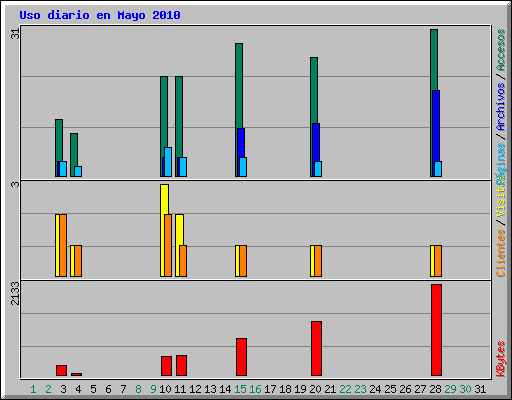 Uso diario en Mayo 2010
31
3
2133
Páginas / Archivos / Accesos
Clientes / Visitas
KBytes
1 2 3 4 5 6 7 8 9 10 11 12 13 14 15 16 17 18 19 20 21 22 23 24 25 26 27 28 29 30 31